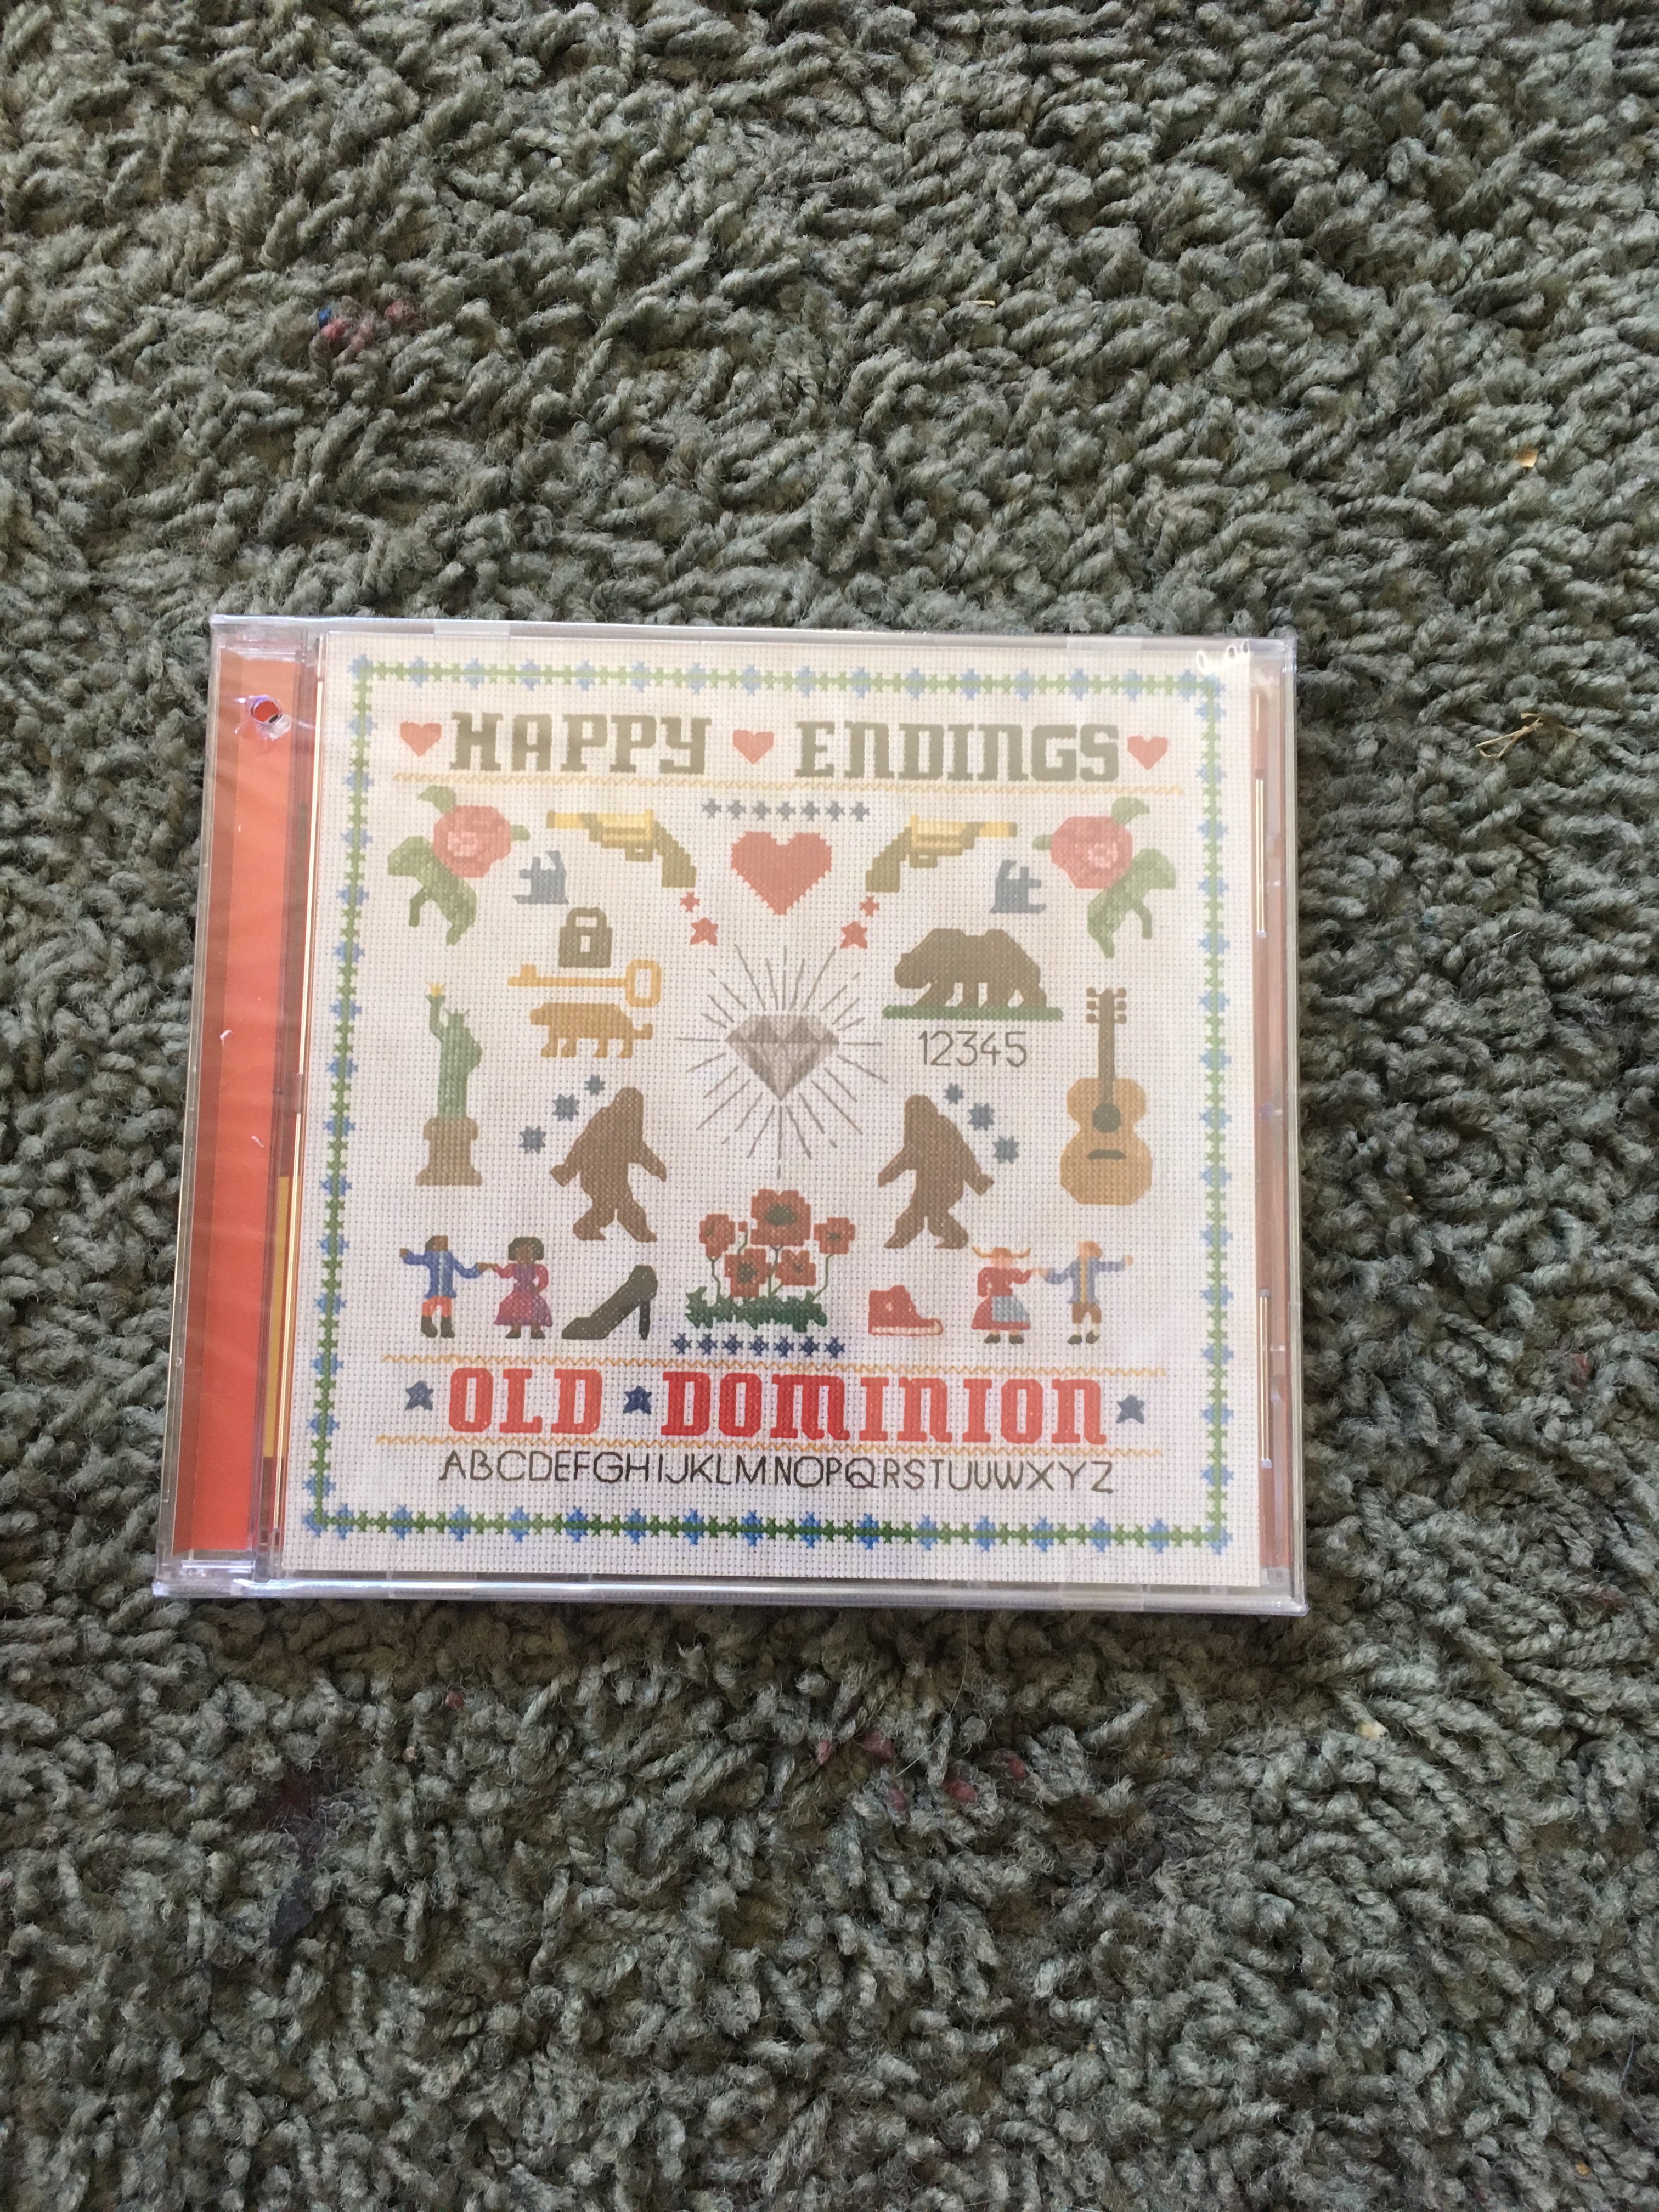 HAPPY ENDINGS
12345
OLD DOMINION
ABCDEFGHIJKLMNOPQRSTUUWXYZ